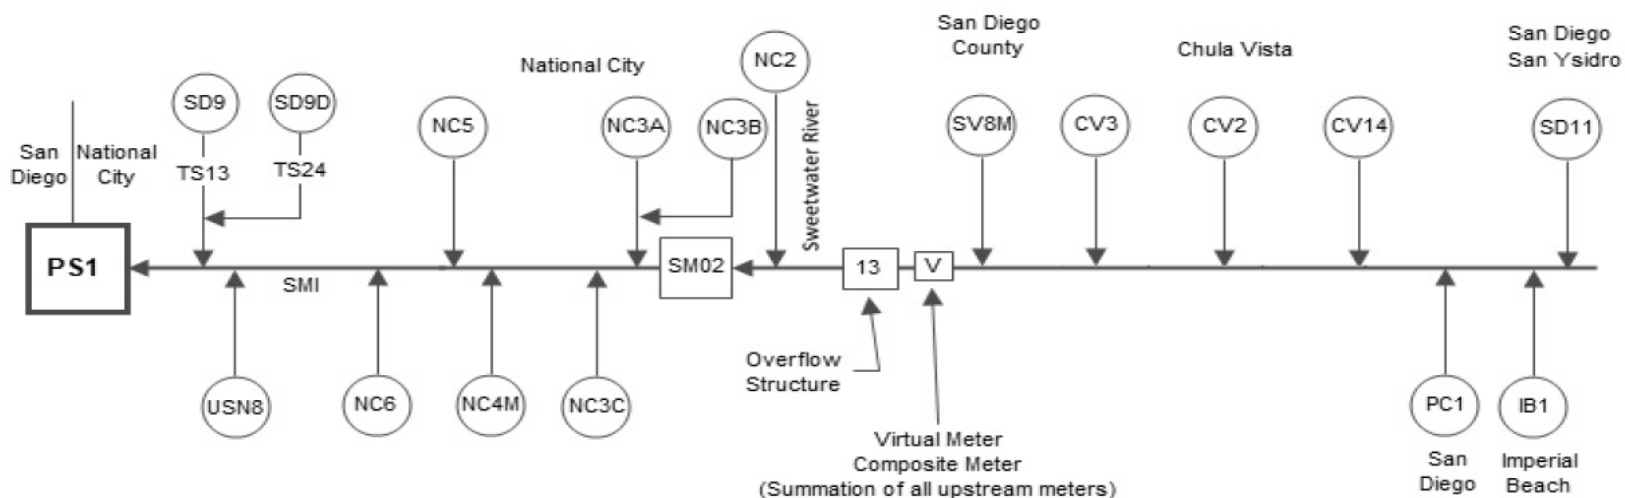 San Diego
County
Chula Vista
San Diego
San Ysidro
National City
NC2
SD9
SD9D
NC5
NC3A
NC3B
Sweetwater River
SV8M
CV3
CV2
CV14
SD11
San
Diego
National
City
TS13
TS24
PS1
SMI
SM02
13
V
Overflow
Structure
USN8
NC6
NC4M
NC3C
PC1
IB1
Virtual Meter
Composite Meter
(Summation of all upstream meters)
San
Diego
Imperial
Beach